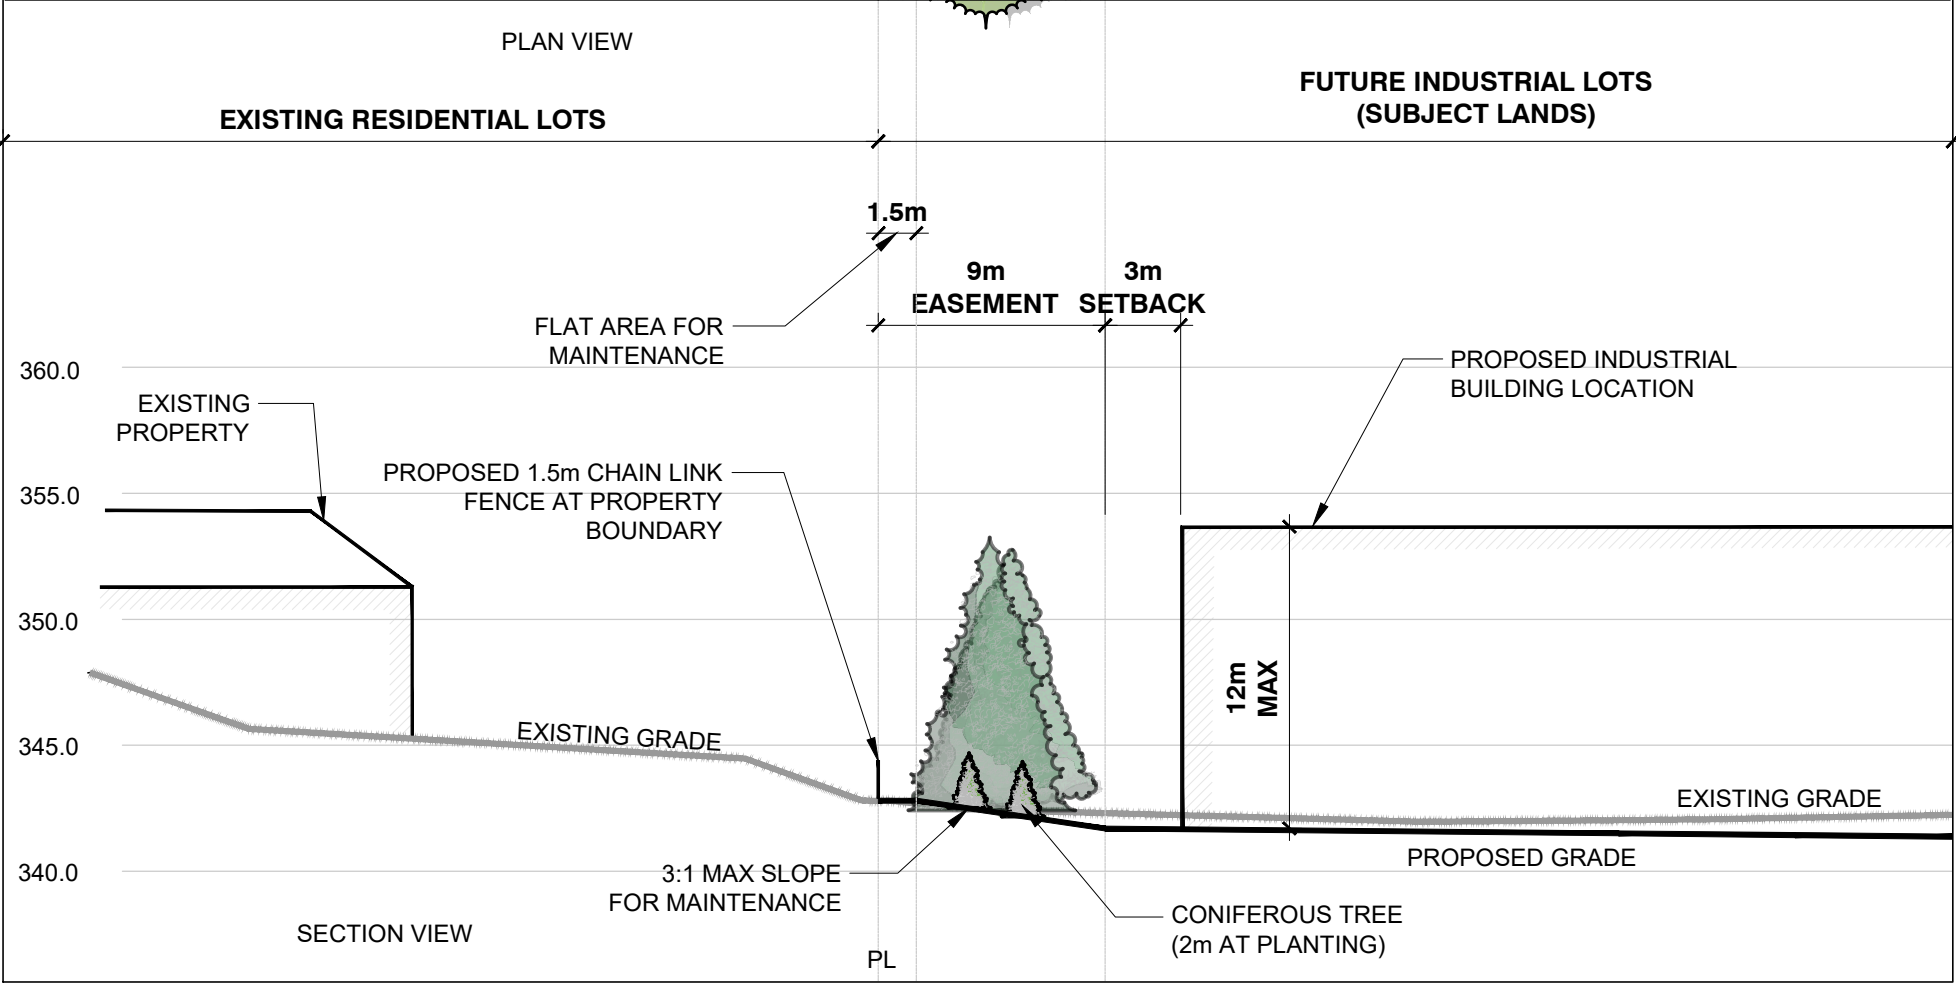 PLAN VIEW
EXISTING RESIDENTIAL LOTS
FUTURE INDUSTRIAL LOTS
(SUBJECT LANDS)
1.5m
9m
EASEMENT
3m
SETBACK
FLAT AREA FOR
MAINTENANCE
360.0
PROPOSED INDUSTRIAL
BUILDING LOCATION
EXISTING
PROPERTY
PROPOSED 1.5m CHAIN LINK
FENCE AT PROPERTY
BOUNDARY
355.0
350.0
12m
MAX
345.0
EXISTING GRADE
EXISTING GRADE
PROPOSED GRADE
340.0
3:1 MAX SLOPE
FOR MAINTENANCE
CONIFEROUS TREE
(2m AT PLANTING)
SECTION VIEW
PL